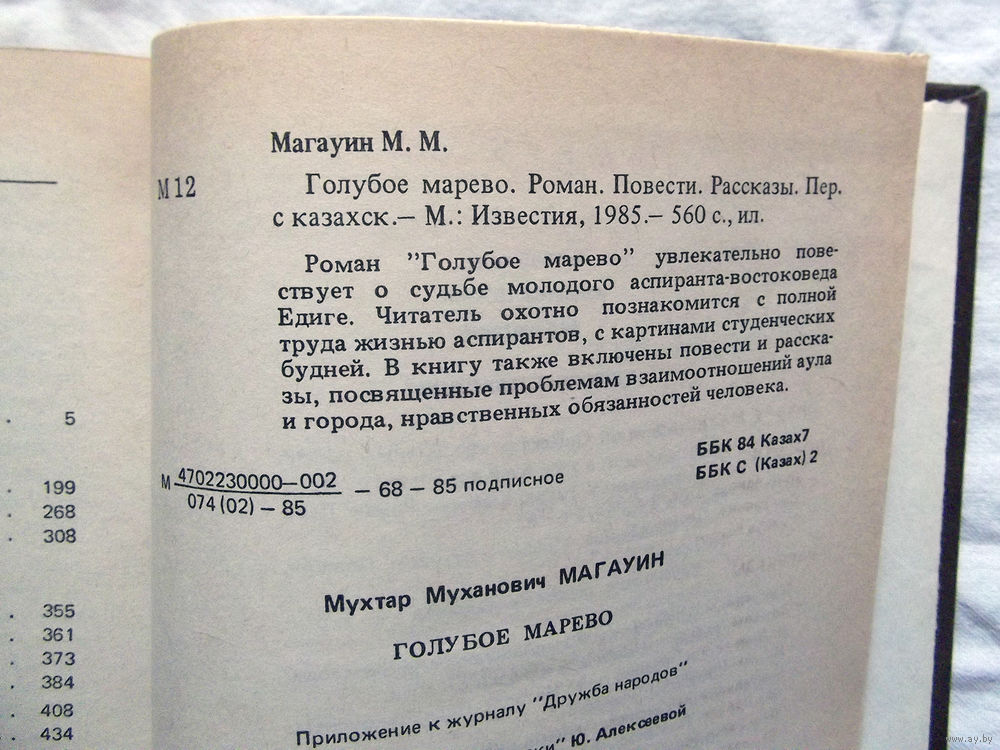 5
199
268
308
355
361
373
384
408
434
Магауин М. М.
М12
Голубое марево. Роман. Повести. Рассказы. Пер.
с казахск.— М.: Известия, 1985.— 560 с., ил.
Роман "Голубое марево" увлекательно пове-
ствует о судьбе молодого аспиранта-востоковеда
Едиге. Читатель охотно познакомится с полной
труда жизнью аспирантов, с картинами студенческих
будней. В книгу также включены повести и расска-
зы, посвященные проблемам взаимоотношений аула
и города, нравственных обязанностей человека.
М 4702230000—002
074 (02) — 85
— 68 — 85 подписное
ББК 84 Казах7
ББК С (Казах) 2
Мухтар Муханович МАГАУИН
ГОЛУБОЕ МАРЕВО
Приложение к журналу "Дружба народов"
Ю. Алексеевой
www.ay.by